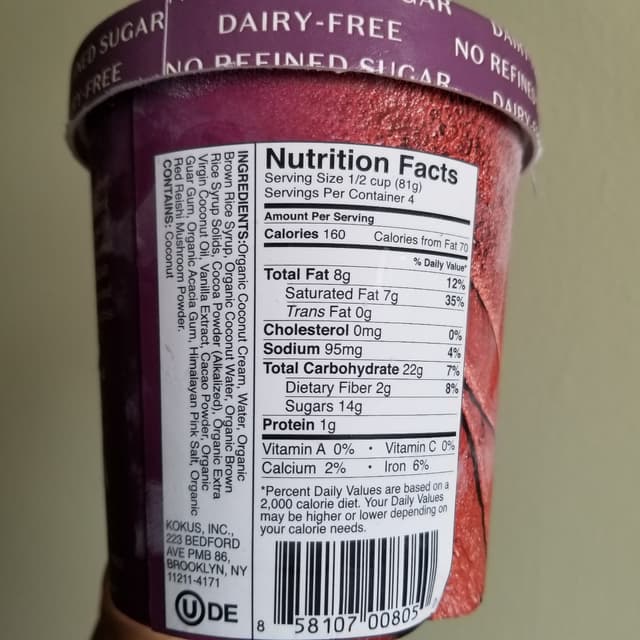 ED SUGAR
DAIRY-FREE
NO REFINED SUGAR
FREE
NO REFINE
DAIRY-
Nutrition Facts
Serving Size 1/2 cup (81g)
Servings Per Container 4
Amount Per Serving
Calories 160 Calories from Fat 70
% Daily Value*
Total Fat 8g 12%
Saturated Fat 7g 35%
Trans Fat 0g
Cholesterol 0mg 0%
Sodium 95mg 4%
Total Carbohydrate 22g 7%
Dietary Fiber 2g 8%
Sugars 14g
Protein 1g
Vitamin A 0% • Vitamin C 0%
Calcium 2% • Iron 6%
*Percent Daily Values are based on a
2,000 calorie diet. Your Daily Values
may be higher or lower depending on
your calorie needs.
INGREDIENTS:Organic Coconut Cream, Water, Organic
Brown Rice Syrup, Organic Coconut Water, Organic Brown
Rice Syrup Solids, Cocoa Powder (Alkalized), Organic Extra
Virgin Coconut Oil, Vanilla Extract, Cacao Powder, Organic
Guar Gum, Organic Acacia Gum, Himalayan Pink Salt, Organic
Red Reishi Mushroom Powder.
CONTAINS: Coconut
KOKUS, INC.,
223 BEDFORD
AVE PMB 86,
BROOKLYN, NY
11211-4171
U DE
8 58107 00805